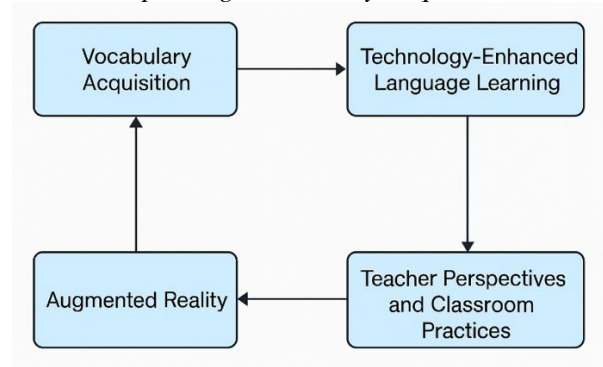 Vocabulary
Acquisition
Technology-Enhanced
Language Learning
Augmented Reality
Teacher Perspectives
and Classroom
Practices